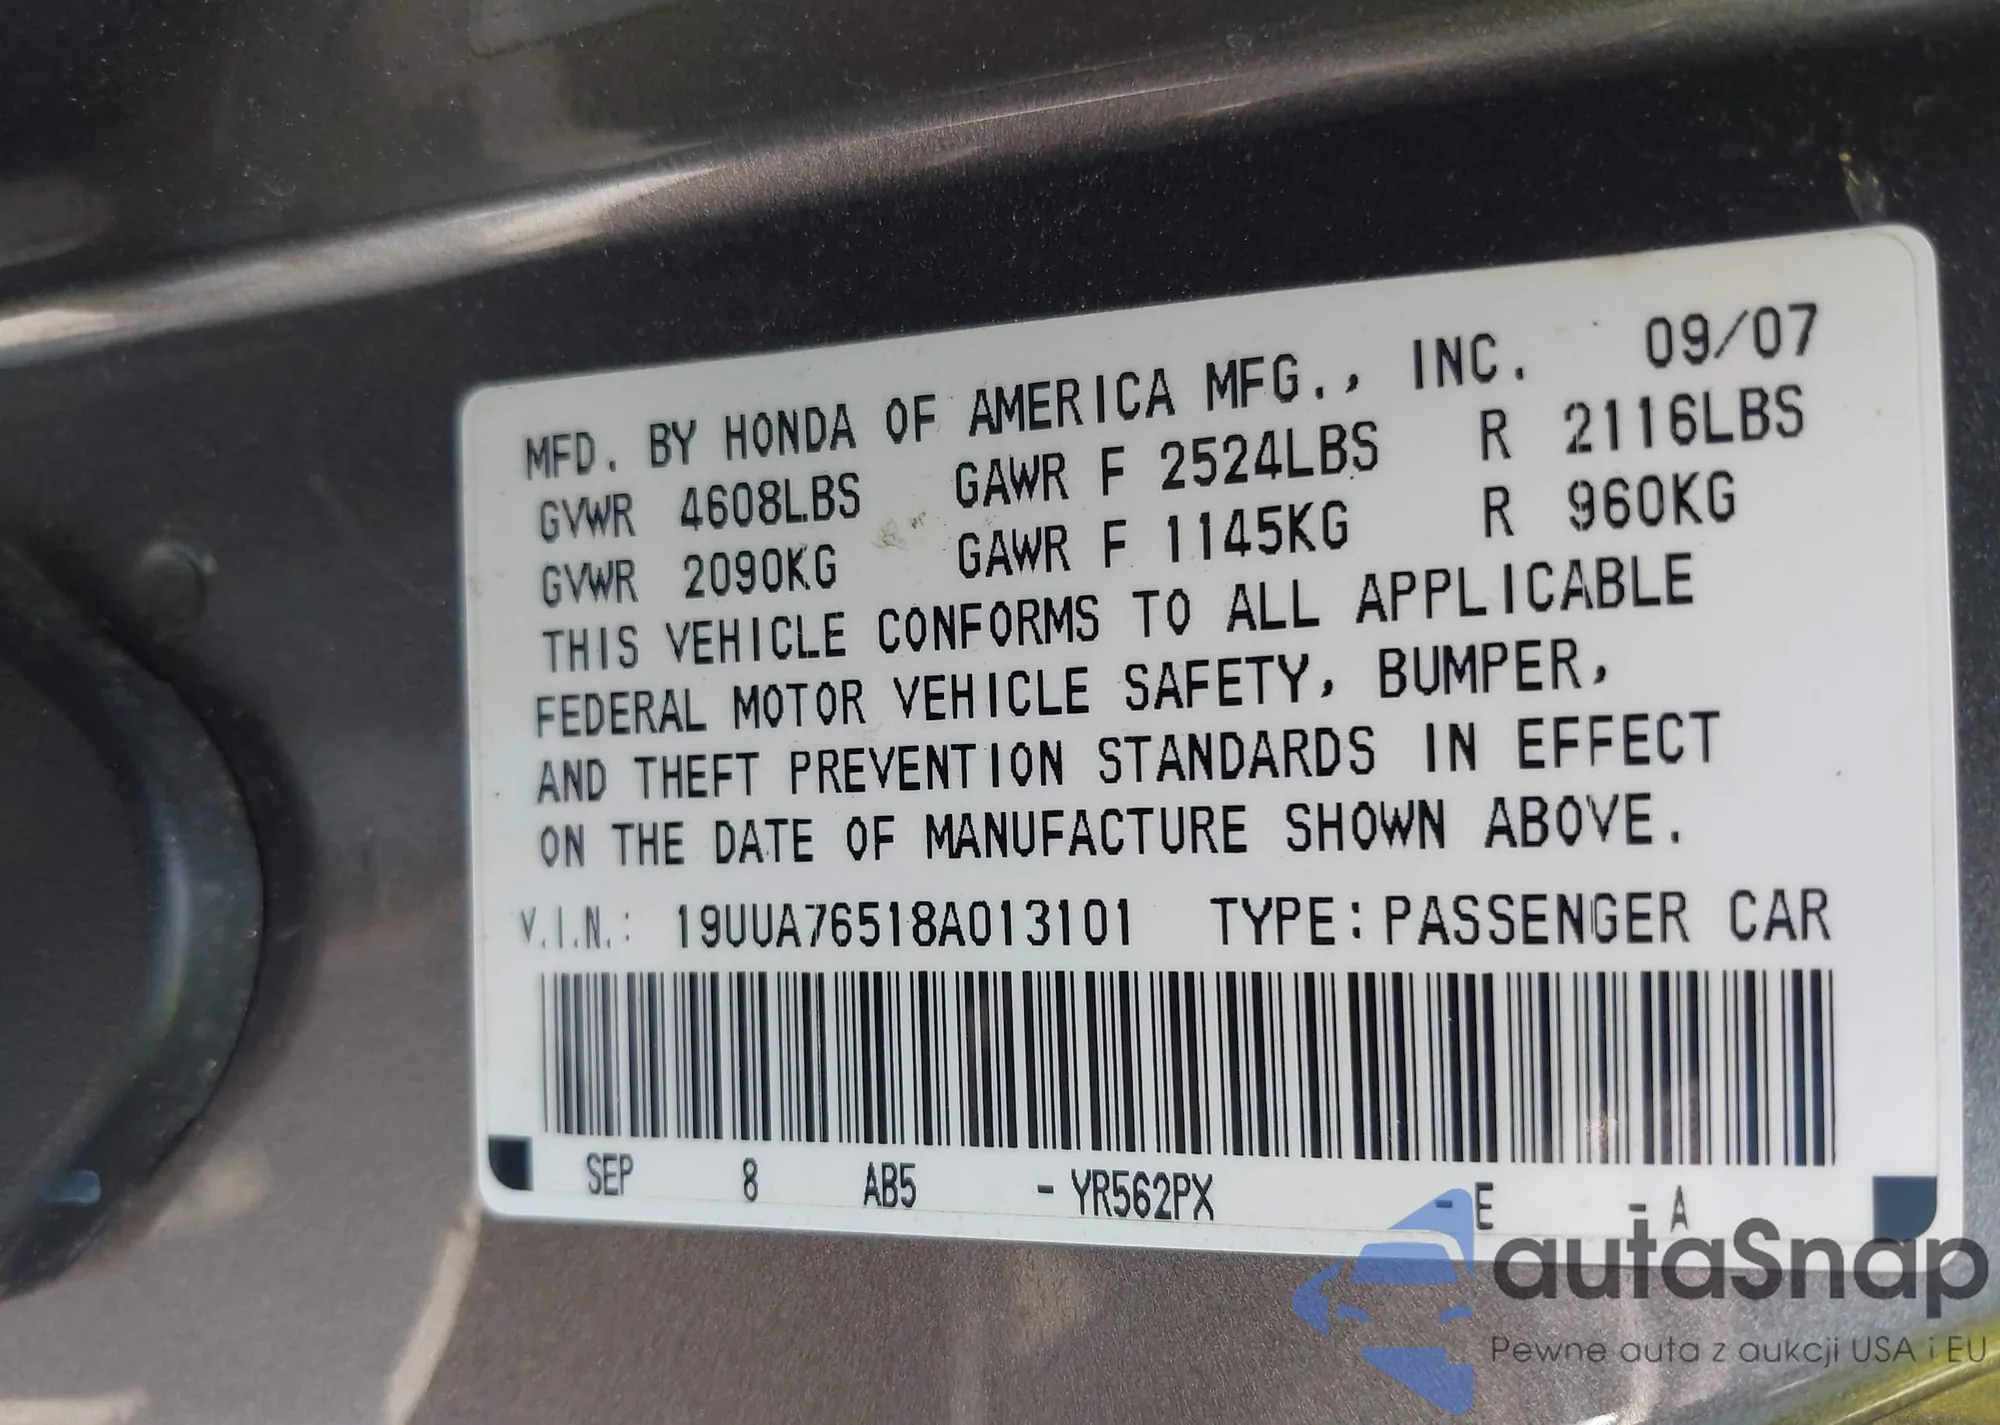 MFD. BY HONDA OF AMERICA MFG., INC. 09/07
GVWR 4608LBS GAWR F 2524LBS R 2116LBS
GVWR 2090KG GAWR F 1145KG R 960KG
THIS VEHICLE CONFORMS TO ALL APPLICABLE
FEDERAL MOTOR VEHICLE SAFETY, BUMPER,
AND THEFT PREVENTION STANDARDS IN EFFECT
ON THE DATE OF MANUFACTURE SHOWN ABOVE.
V.I.N.: 19UUA76518A013101 TYPE: PASSENGER CAR
SEP 8 AB5 - YR562PX - E - A
autaSnap
Pewne auta z aukcji USA i EU